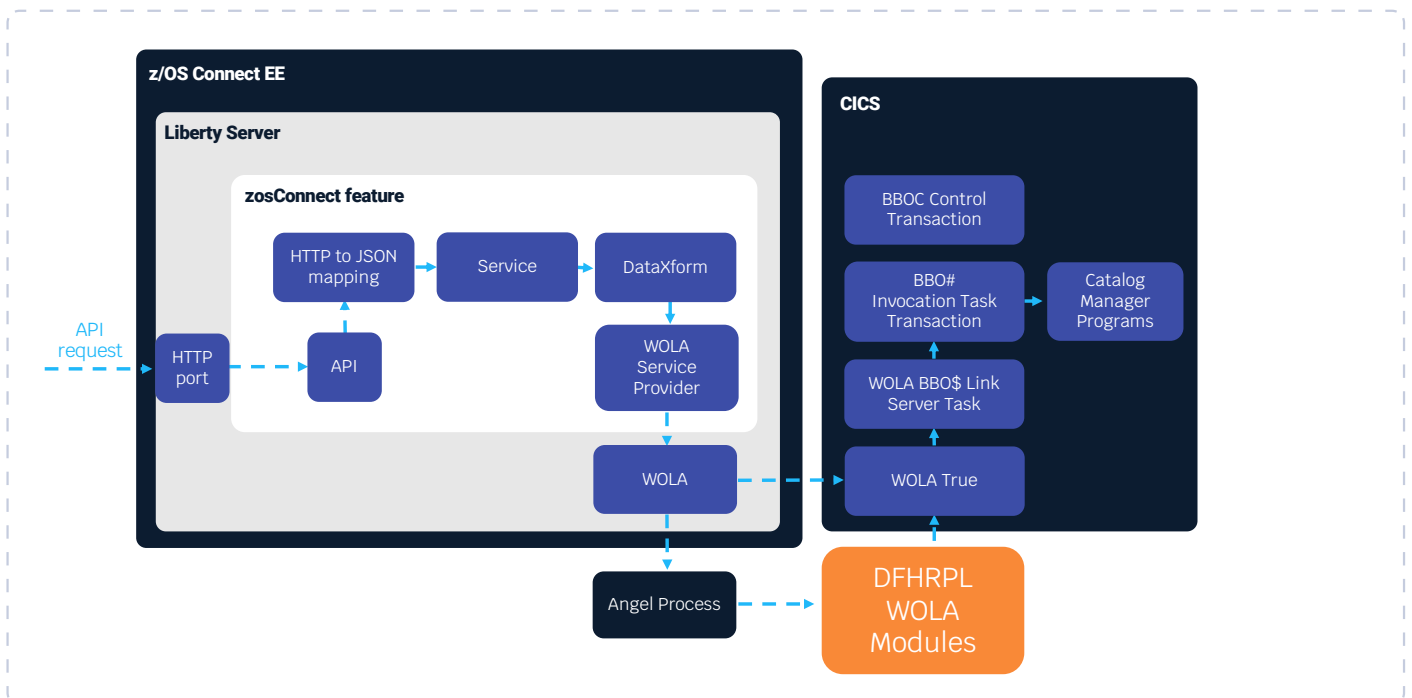 z/OS Connect EE
Liberty Server
zosConnect feature
HTTP to JSON
mapping
Service
DataXform
API
request
HTTP
port
API
WOLA
Service
Provider
WOLA
Angel Process
CICS
BBOC Control
Transaction
BBO#
Invocation Task
Transaction
Catalog
Manager
Programs
WOLA BBO$ Link
Server Task
WOLA True
DFHRPL
WOLA
Modules